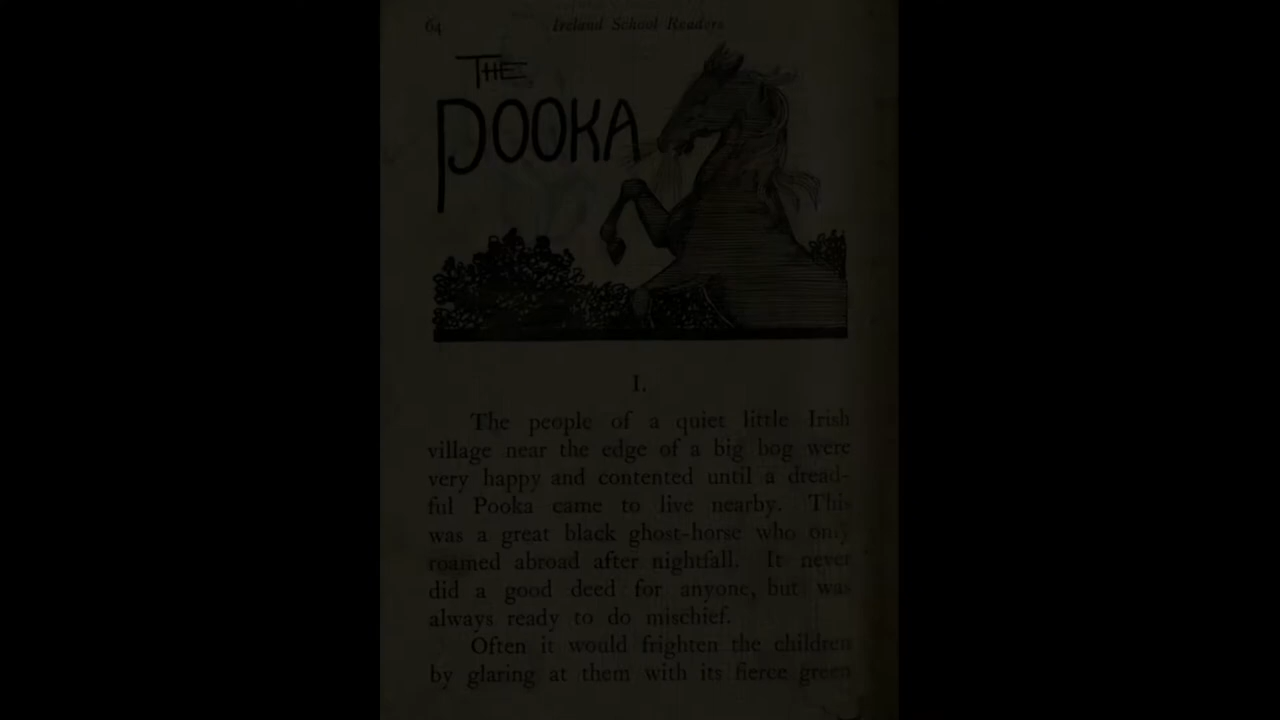 64
Ireland School Readers
THE
POOKA
I.
The people of a quiet little Irish
village near the edge of a big bog were
very happy and contented until a dread-
ful Pooka came to live nearby. This
was a great black ghost-horse who only
roamed abroad after nightfall. It never
did a good deed for anyone, but was
always ready to do mischief.
Often it would frighten the children
by glaring at them with its fierce green